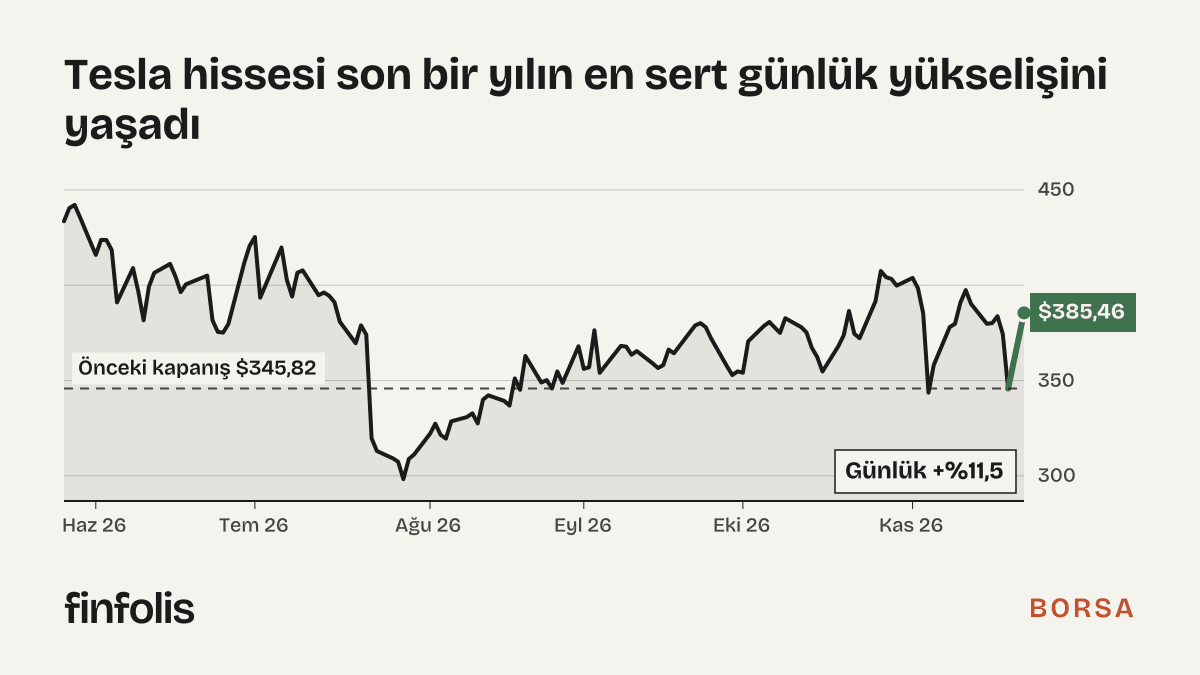 Tesla hissesi son bir yılın en sert günlük yükselişini
yaşadı
450
$385,46
Önceki kapanış $345,82
350
Günlük +%11,5
300
Haz 26 Tem 26 Ağu 26 Eyl 26 Eki 26 Kas 26
finfolis
BORSA